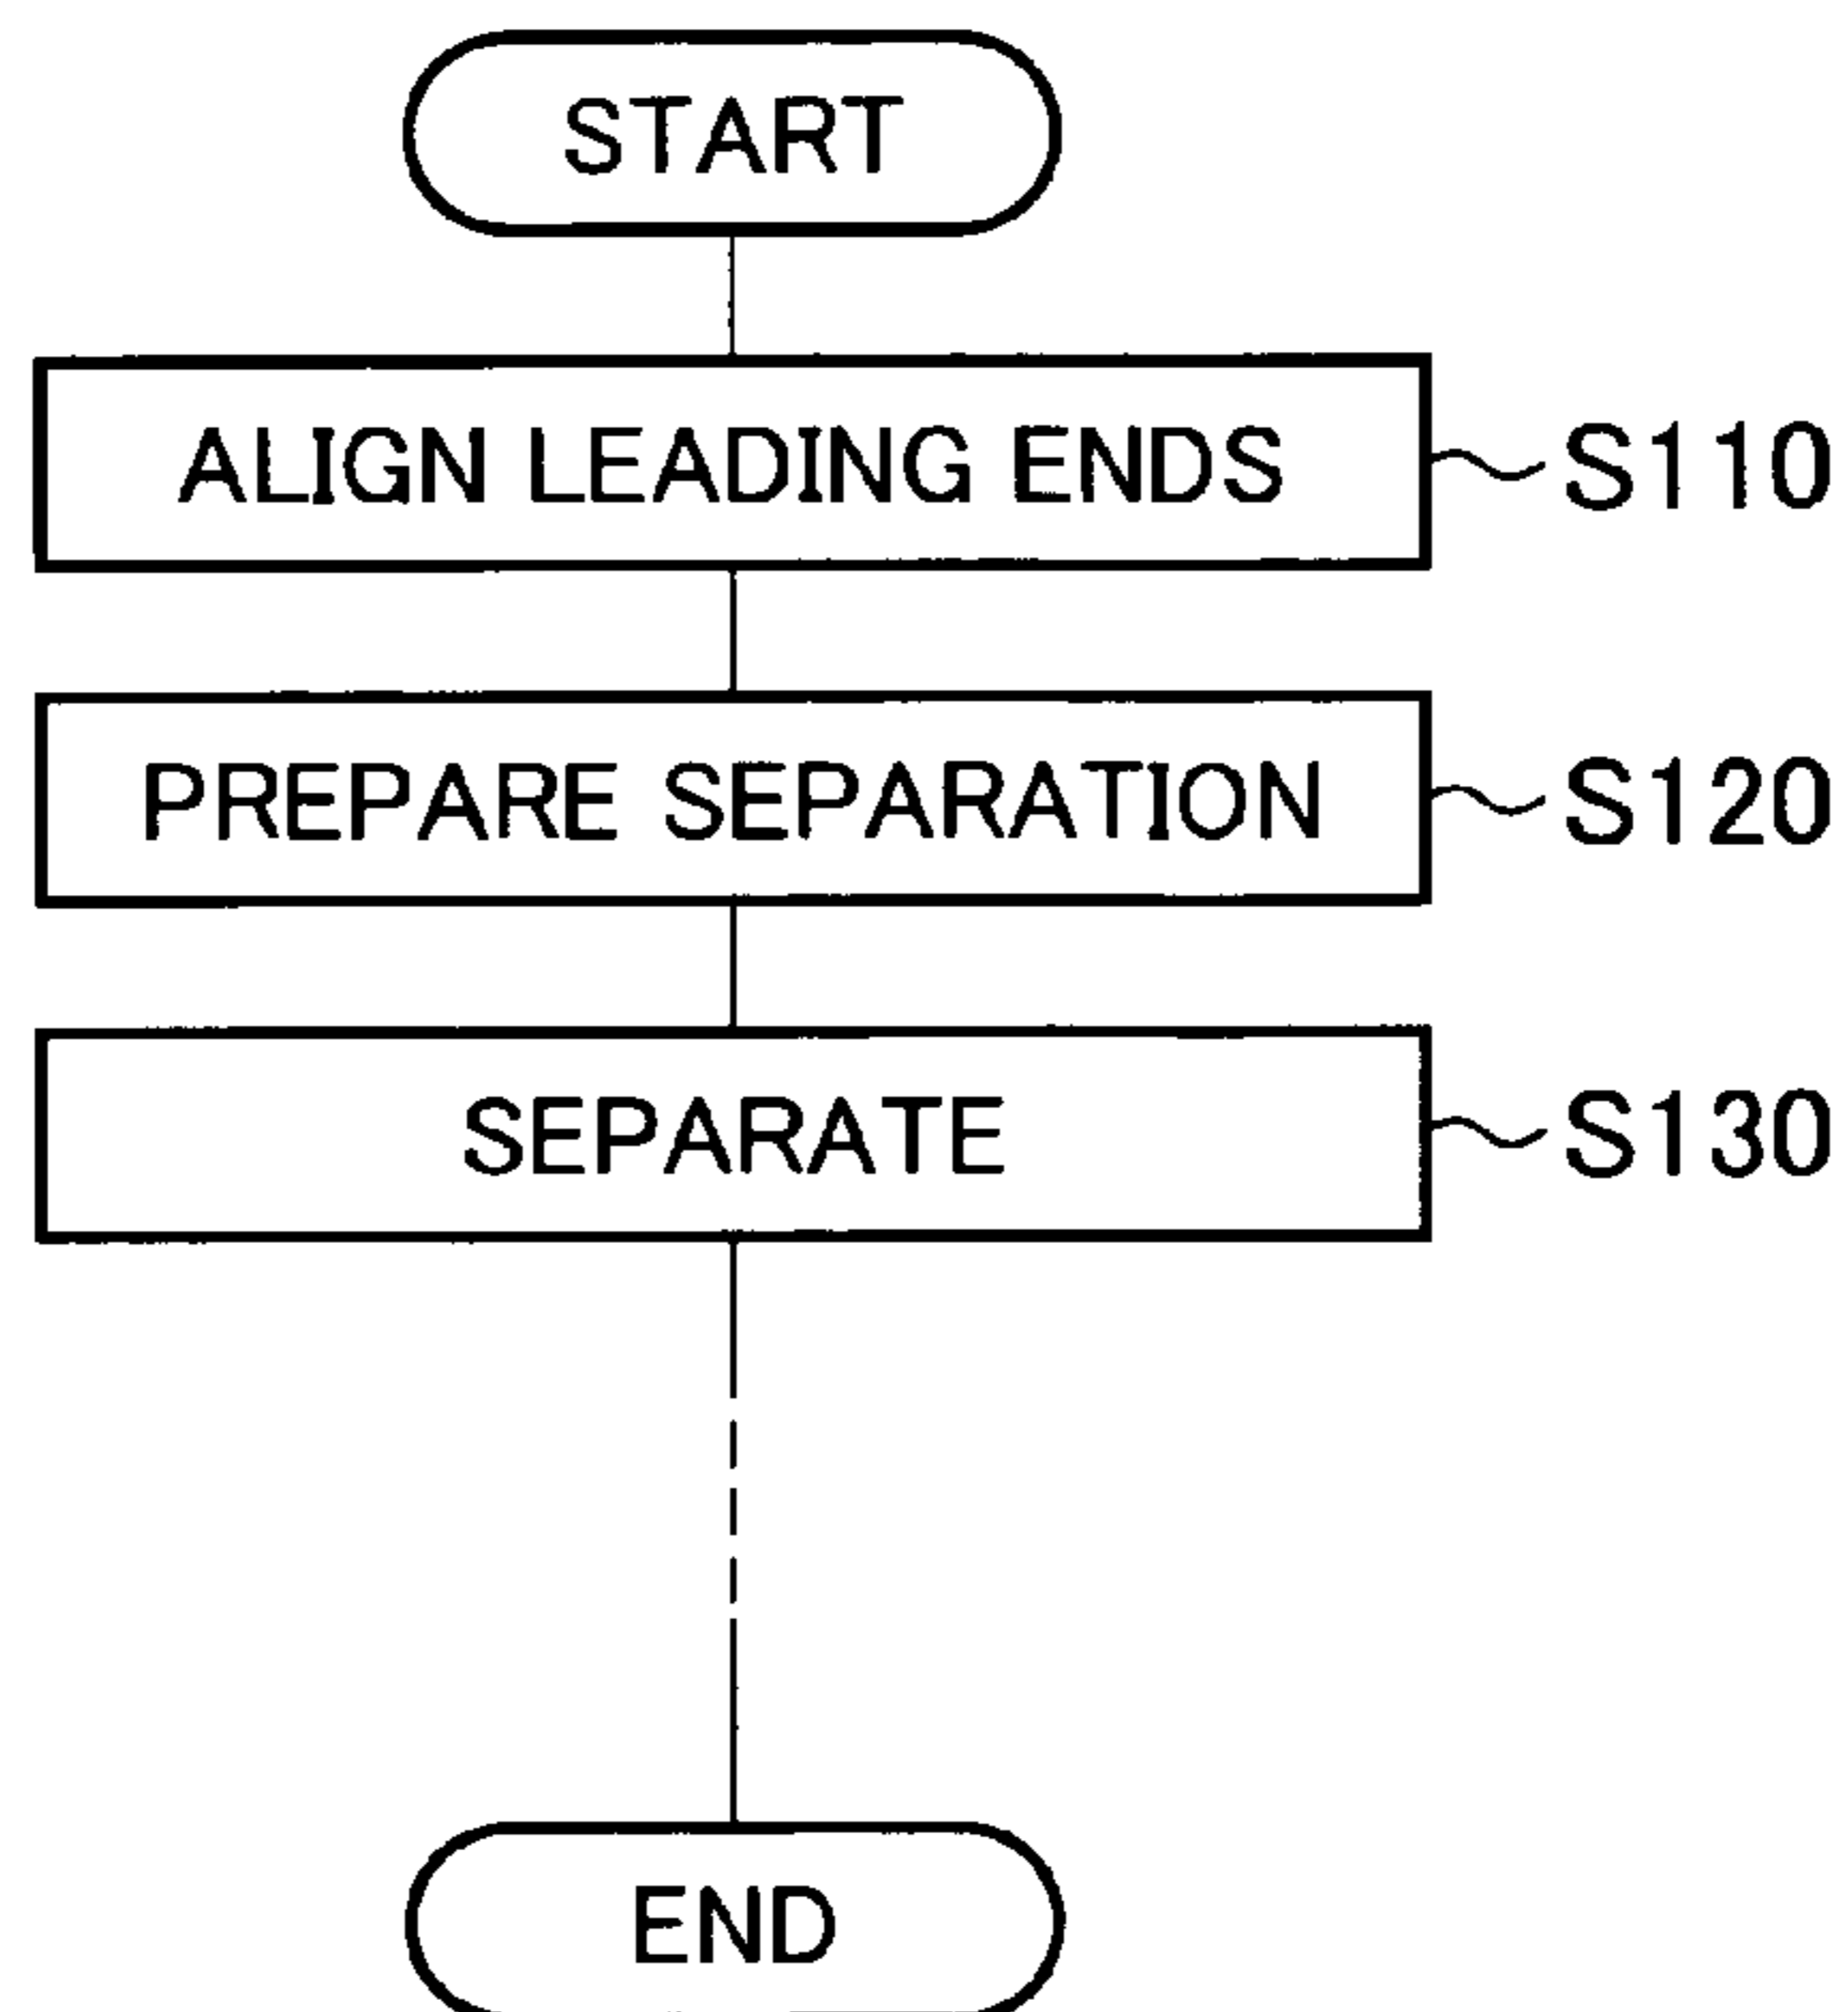 START
ALIGN LEADING ENDS S110
PREPARE SEPARATION S120
SEPARATE S130
END